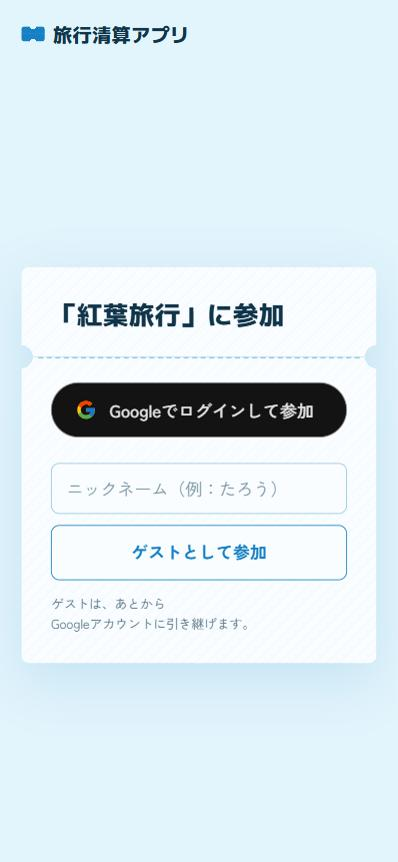 旅行清算アプリ
「紅葉旅行」に参加
Googleでログインして参加
ニックネーム（例：たろう）
ゲストとして参加
ゲストは、あとから
Googleアカウントに引き継げます。